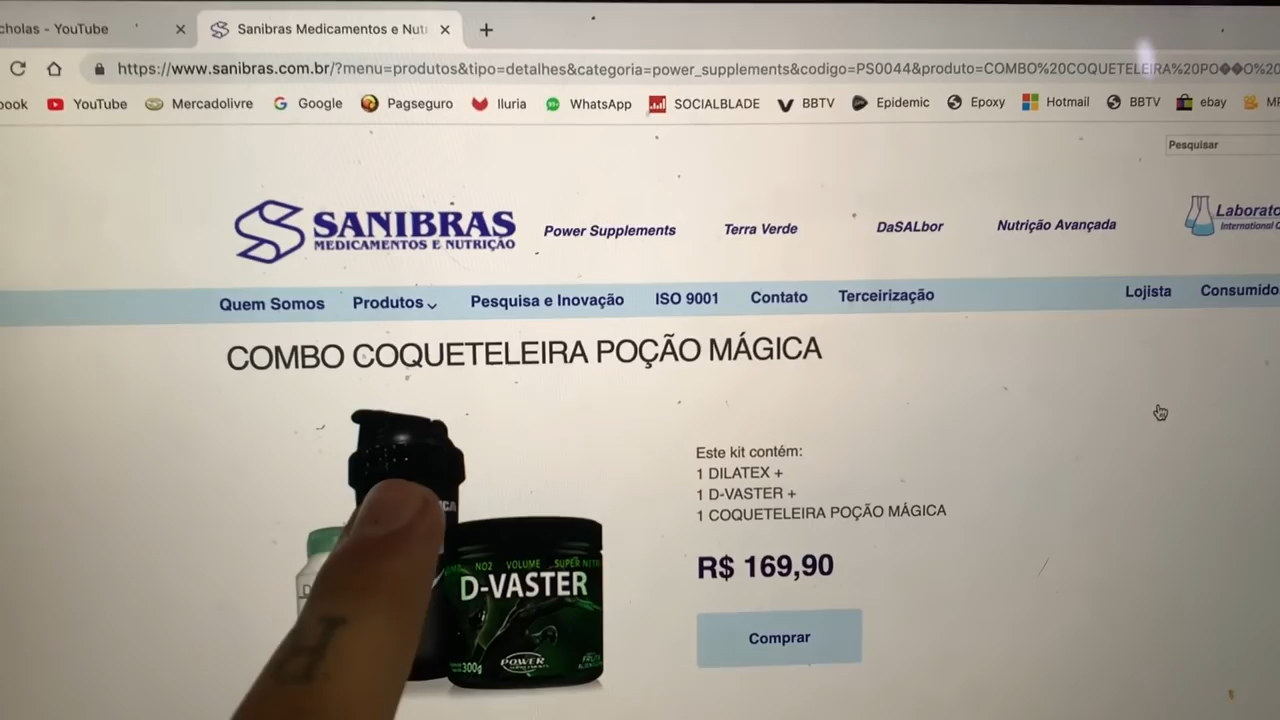 cholas - YouTube
Sanibras Medicamentos e Nutr
https://www.sanibras.com.br/?menu=produtos&tipo=detalhes&categoria=power_supplements&codigo=PS0044&produto=COMBO%20COQUETELEIRA%20PO��O%20
book YouTube Mercadolivre Google Pagseguro Iluria WhatsApp SOCIALBLADE BBTV Epidemic Epoxy Hotmail BBTV ebay
Pesquisar
SANIBRAS
MEDICAMENTOS E NUTRIÇÃO
Power Supplements Terra Verde DaSALbor Nutrição Avançada
Laborato
International
Quem Somos Produtos Pesquisa e Inovação ISO 9001 Contato Terceirização Lojista Consumido
COMBO COQUETELEIRA POÇÃO MÁGICA
Este kit contém:
1 DILATEX +
1 D-VASTER +
1 COQUETELEIRA POÇÃO MÁGICA
R$ 169,90
Comprar
ICA
NO2 VOLUME SUPER NIT
D-VASTER
300g
POWER